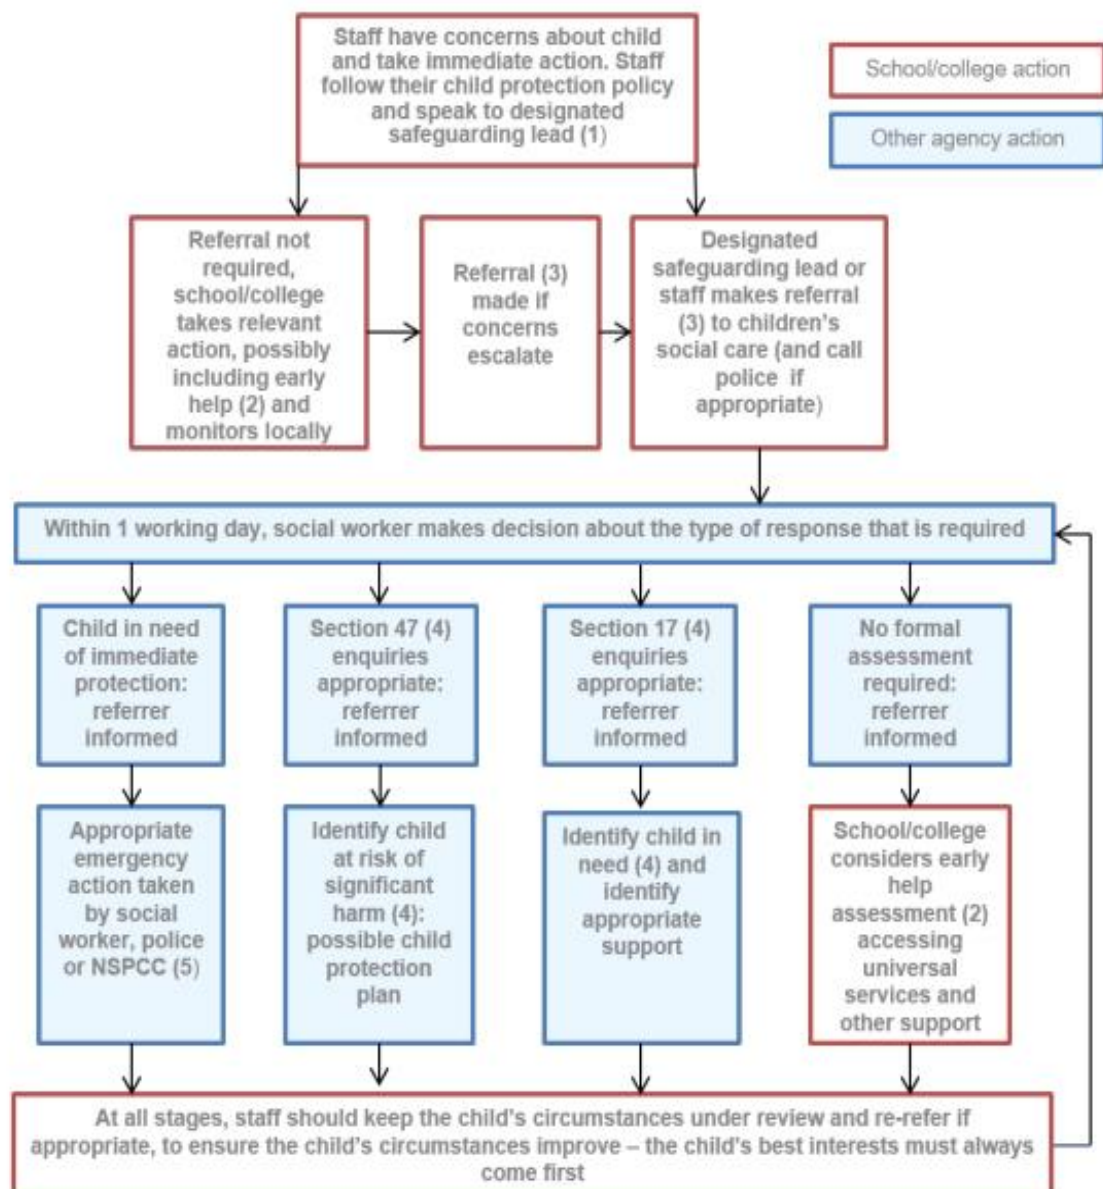 Staff have concerns about child
and take immediate action. Staff
follow their child protection policy
and speak to designated
safeguarding lead (1)
School/college action
Other agency action
Referral not
required,
school/college
takes relevant
action, possibly
including early
help (2) and
monitors locally
Referral (3)
made if
concerns
escalate
Designated
safeguarding lead or
staff makes referral
(3) to children's
social care (and call
police if
appropriate)
Within 1 working day, social worker makes decision about the type of response that is required
Child in need
of immediate
protection:
referrer
informed
Section 47 (4)
enquiries
appropriate:
referrer
informed
Section 17 (4)
enquiries
appropriate:
referrer
informed
No formal
assessment
required:
referrer
informed
Appropriate
emergency
action taken
by social
worker, police
or NSPCC (5)
Identify child
at risk of
significant
harm (4):
possible child
protection
plan
Identify child in
need (4) and
identify
appropriate
support
School/college
considers early
help
assessment (2)
accessing
universal
services and
other support
At all stages, staff should keep the child's circumstances under review and re-refer if
appropriate, to ensure the child's circumstances improve – the child's best interests must always
come first